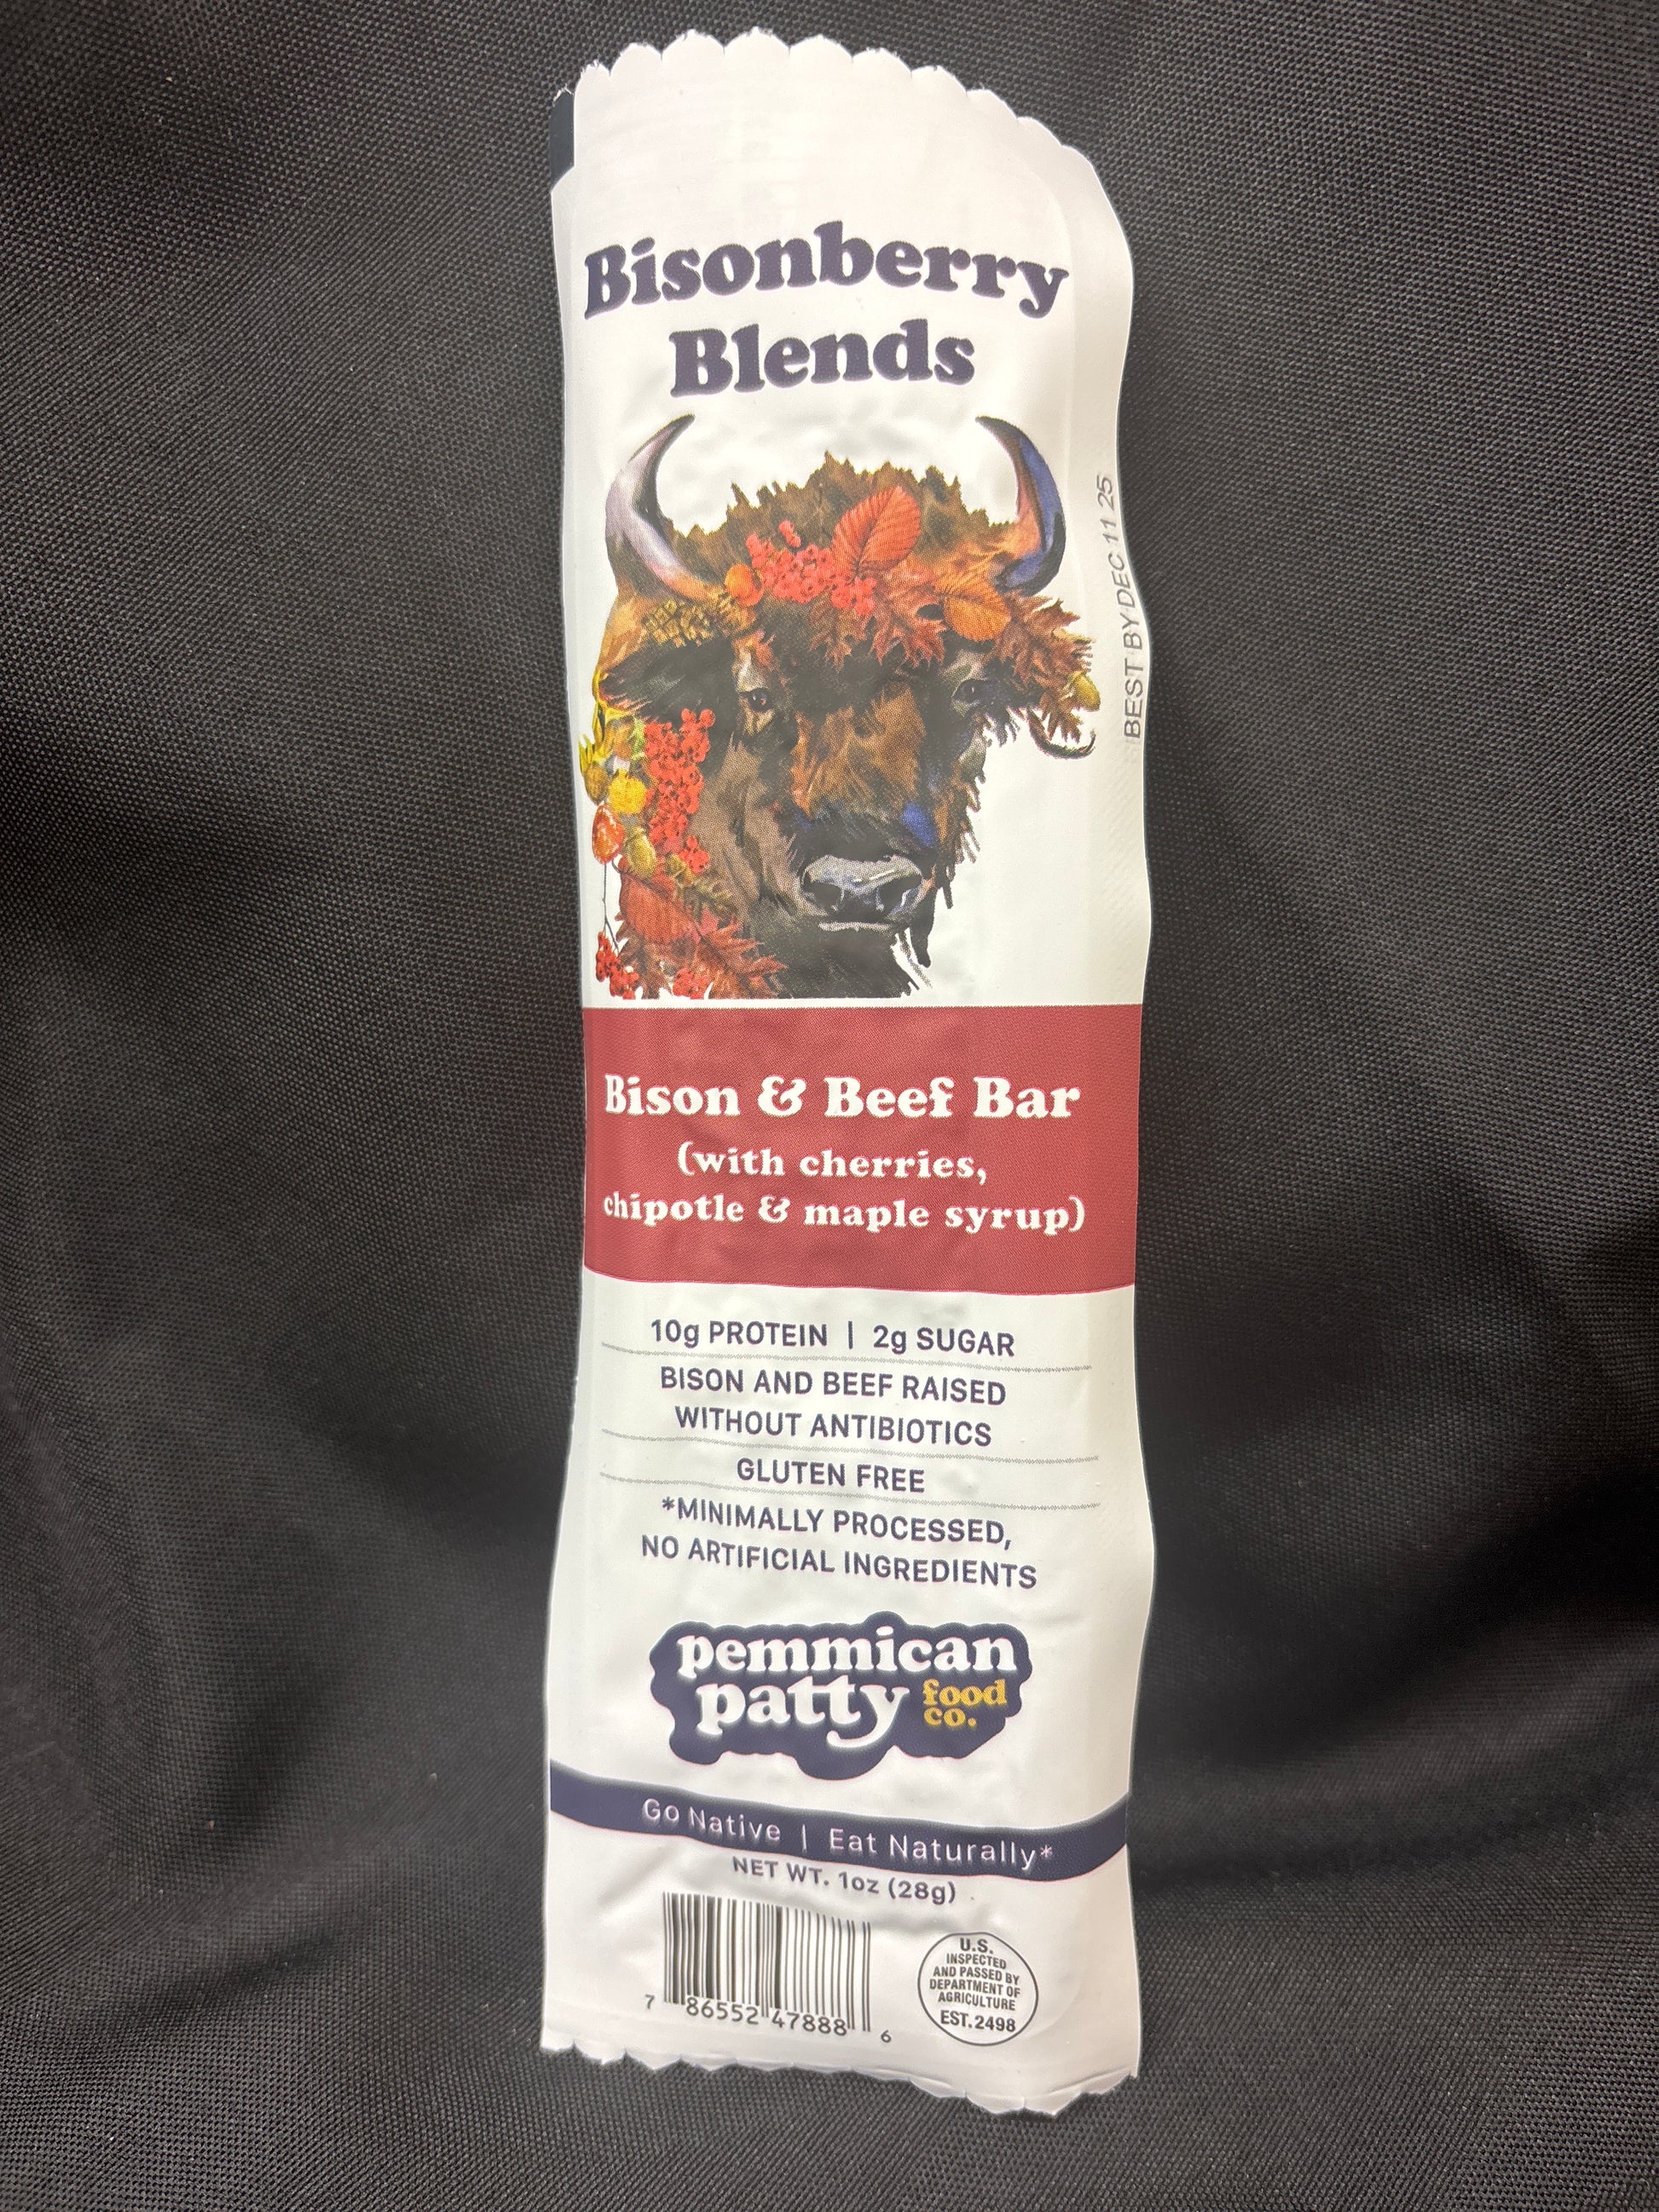 Bisonberry
Blends
BEST BY DEC 11 25
Bison & Beef Bar
(with cherries,
chipotle & maple syrup)
10g PROTEIN | 2g SUGAR
BISON AND BEEF RAISED
WITHOUT ANTIBIOTICS
GLUTEN FREE
*MINIMALLY PROCESSED,
NO ARTIFICIAL INGREDIENTS
pemmican
patty food
co.
Go Native | Eat Naturally*
NET WT. 1oz (28g)
7 86552 47888 6
U.S.
INSPECTED
AND PASSED BY
DEPARTMENT OF
AGRICULTURE
EST. 2498